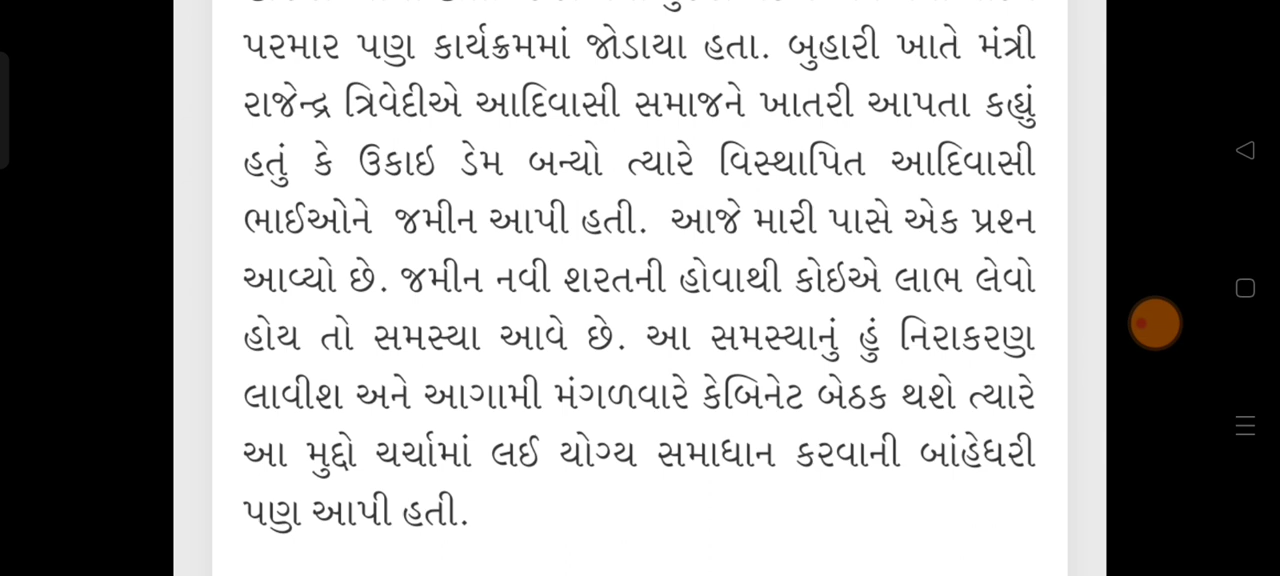 પરમાર પણ કાર્યક્રમમાં જોડાયા હતા. બુહારી ખાતે મંત્રી
રાજેન્દ્ર ત્રિવેદીએ આદિવાસી સમાજને ખાતરી આપતા કહ્યું
હતું કે ઉકાઇ ડેમ બન્યો ત્યારે વિસ્થાપિત આદિવાસી
ભાઈઓને જમીન આપી હતી. આજે મારી પાસે એક પ્રશ્ન
આવ્યો છે. જમીન નવી શરતની હોવાથી કોઇએ લાભ લેવો
હોય તો સમસ્યા આવે છે. આ સમસ્યાનું હું નિરાકરણ
લાવીશ અને આગામી મંગળવારે કેબિનેટ બેઠક થશે ત્યારે
આ મુદ્દો ચર્ચામાં લઈ યોગ્ય સમાધાન કરવાની બાંહેધરી
પણ આપી હતી.